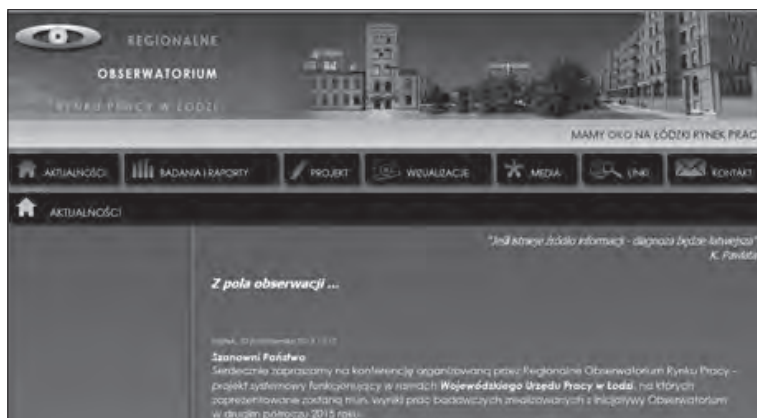 REGIONALNE
OBSERWATORIUM
RYNKU PRACY W ŁODZI
MAMY OKO NA ŁÓDZKI RYNEK PRAC
AKTUALNOŚCI BADANIA I RAPORTY PROJEKT WIZUALIZACJE MEDIA LINKI KONTAKT
AKTUALNOŚCI
"Jeśli istnieje źródło informacji - diagnoza będzie łatwiejsza"
K. Pawlata
Z pola obserwacji ...
Szanowni Państwo
Serdecznie zapraszamy na konferencję organizowaną przez Regionalne Obserwatorium Rynku Pracy –
projekt systemowy funkcjonujący w ramach Wojewódzkiego Urzędu Pracy w Łodzi, na których
zaprezentowane zostaną m.in. wyniki prac badawczych zrealizowanych z inicjatywy Obserwatorium
w drugim półroczu 2015 roku.